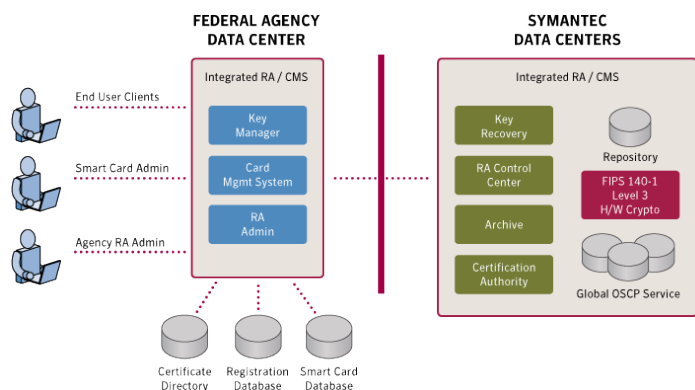 FEDERAL AGENCY
DATA CENTER
SYMANTEC
DATA CENTERS
Integrated RA / CMS
Integrated RA / CMS
End User Clients
Smart Card Admin
Agency RA Admin
Key
Manager
Card
Mgmt System
RA
Admin
Key
Recovery
RA Control
Center
Archive
Certification
Authority
Repository
FIPS 140-1
Level 3
H/W Crypto
Global OSCP Service
Certificate
Directory
Registration
Database
Smart Card
Database